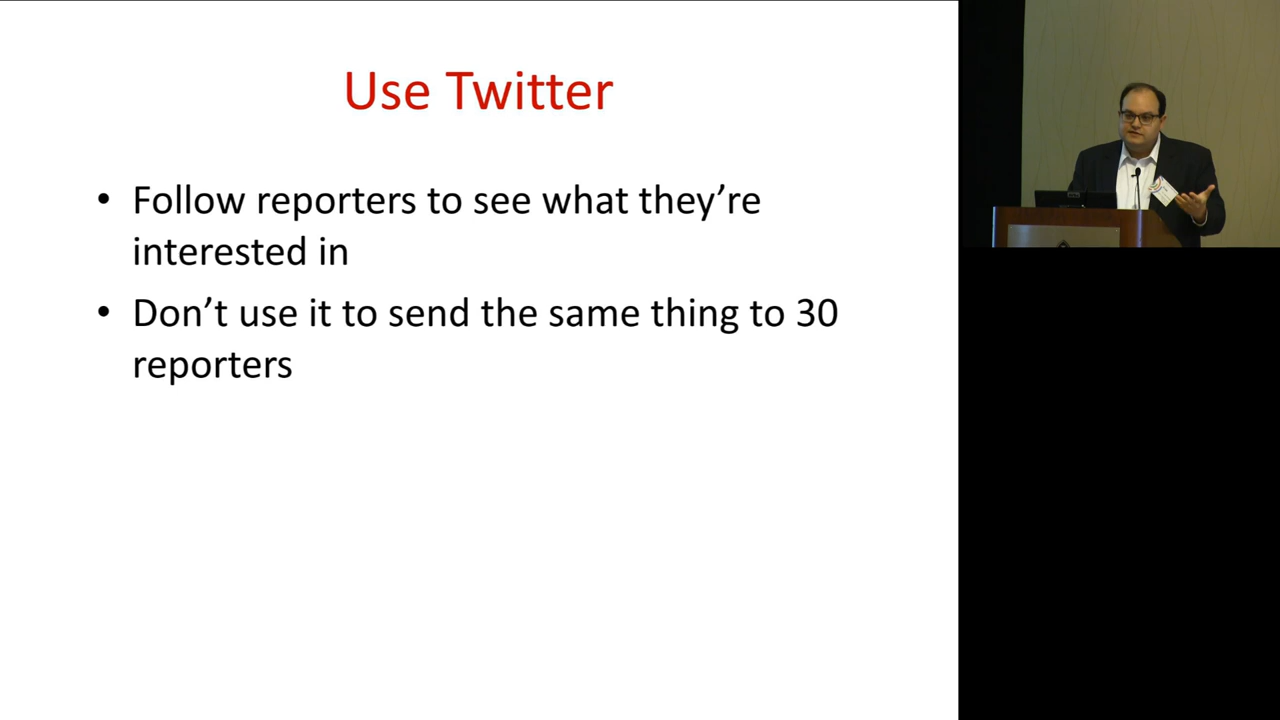 Use Twitter
• Follow reporters to see what they’re
interested in
• Don’t use it to send the same thing to 30
reporters